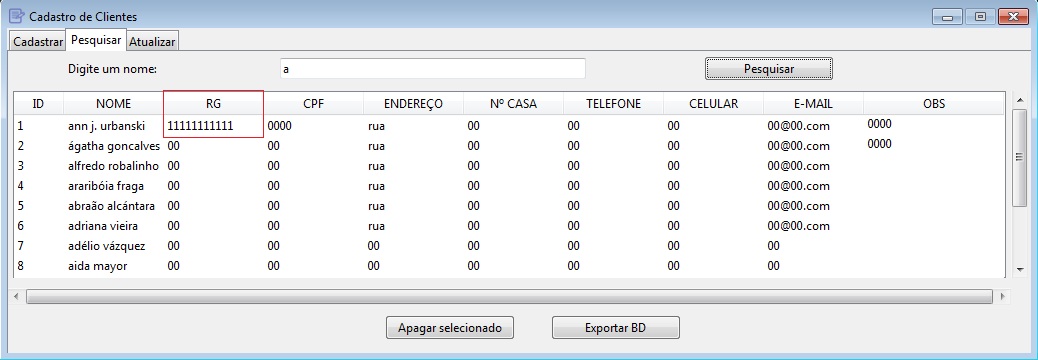 Cadastro de Clientes
Cadastrar Pesquisar Atualizar
Digite um nome: a Pesquisar
ID NOME RG CPF ENDEREÇO Nº CASA TELEFONE CELULAR E-MAIL OBS
1 ann j. urbanski 11111111111 0000 rua 00 00 00 00@00.com 0000
2 ágatha goncalves 00 00 rua 00 00 00 00@00.com 0000
3 alfredo robalinho 00 00 rua 00 00 00 00@00.com
4 araribóia fraga 00 00 rua 00 00 00 00@00.com
5 abraão alcántara 00 00 rua 00 00 00 00@00.com
6 adriana vieira 00 00 rua 00 00 00 00@00.com
7 adélio vázquez 00 00 00 00 00 00 00
8 aida mayor 00 00 00 00 00 00 00
Apagar selecionado Exportar BD